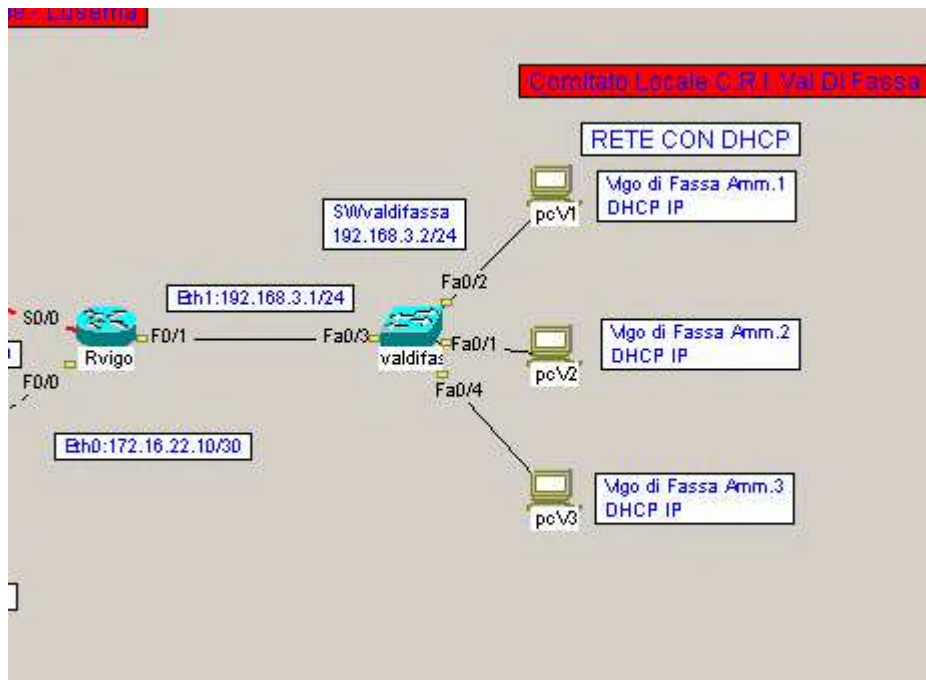 Luserna
Comitato Locale C.R.I. Val Di Fassa
RETE CON DHCP
Vigo di Fassa Amm.1
DHCP IP
pcV1
SWvaldifassa
192.168.3.2/24
Fa0/2
Eth1:192.168.3.1/24
S0/0
F0/1
Fa0/3
Fa0/1
Rvigo
valdifas
Vigo di Fassa Amm.2
DHCP IP
pcV2
F0/0
Fa0/4
Eth0:172.16.22.10/30
Vigo di Fassa Amm.3
DHCP IP
pcV3